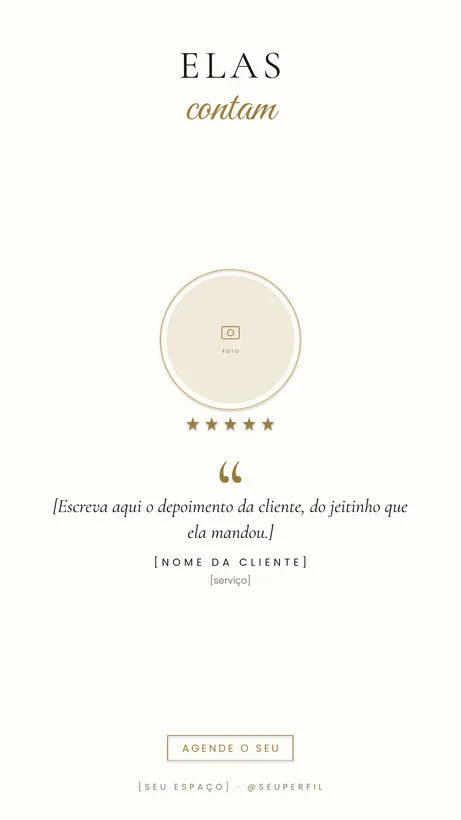 ELAS
contam
FOTO
“
[Escreva aqui o depoimento da cliente, do jeitinho que
ela mandou.]
[NOME DA CLIENTE]
[serviço]
AGENDE O SEU
[SEU ESPAÇO] · @SEUPERFIL